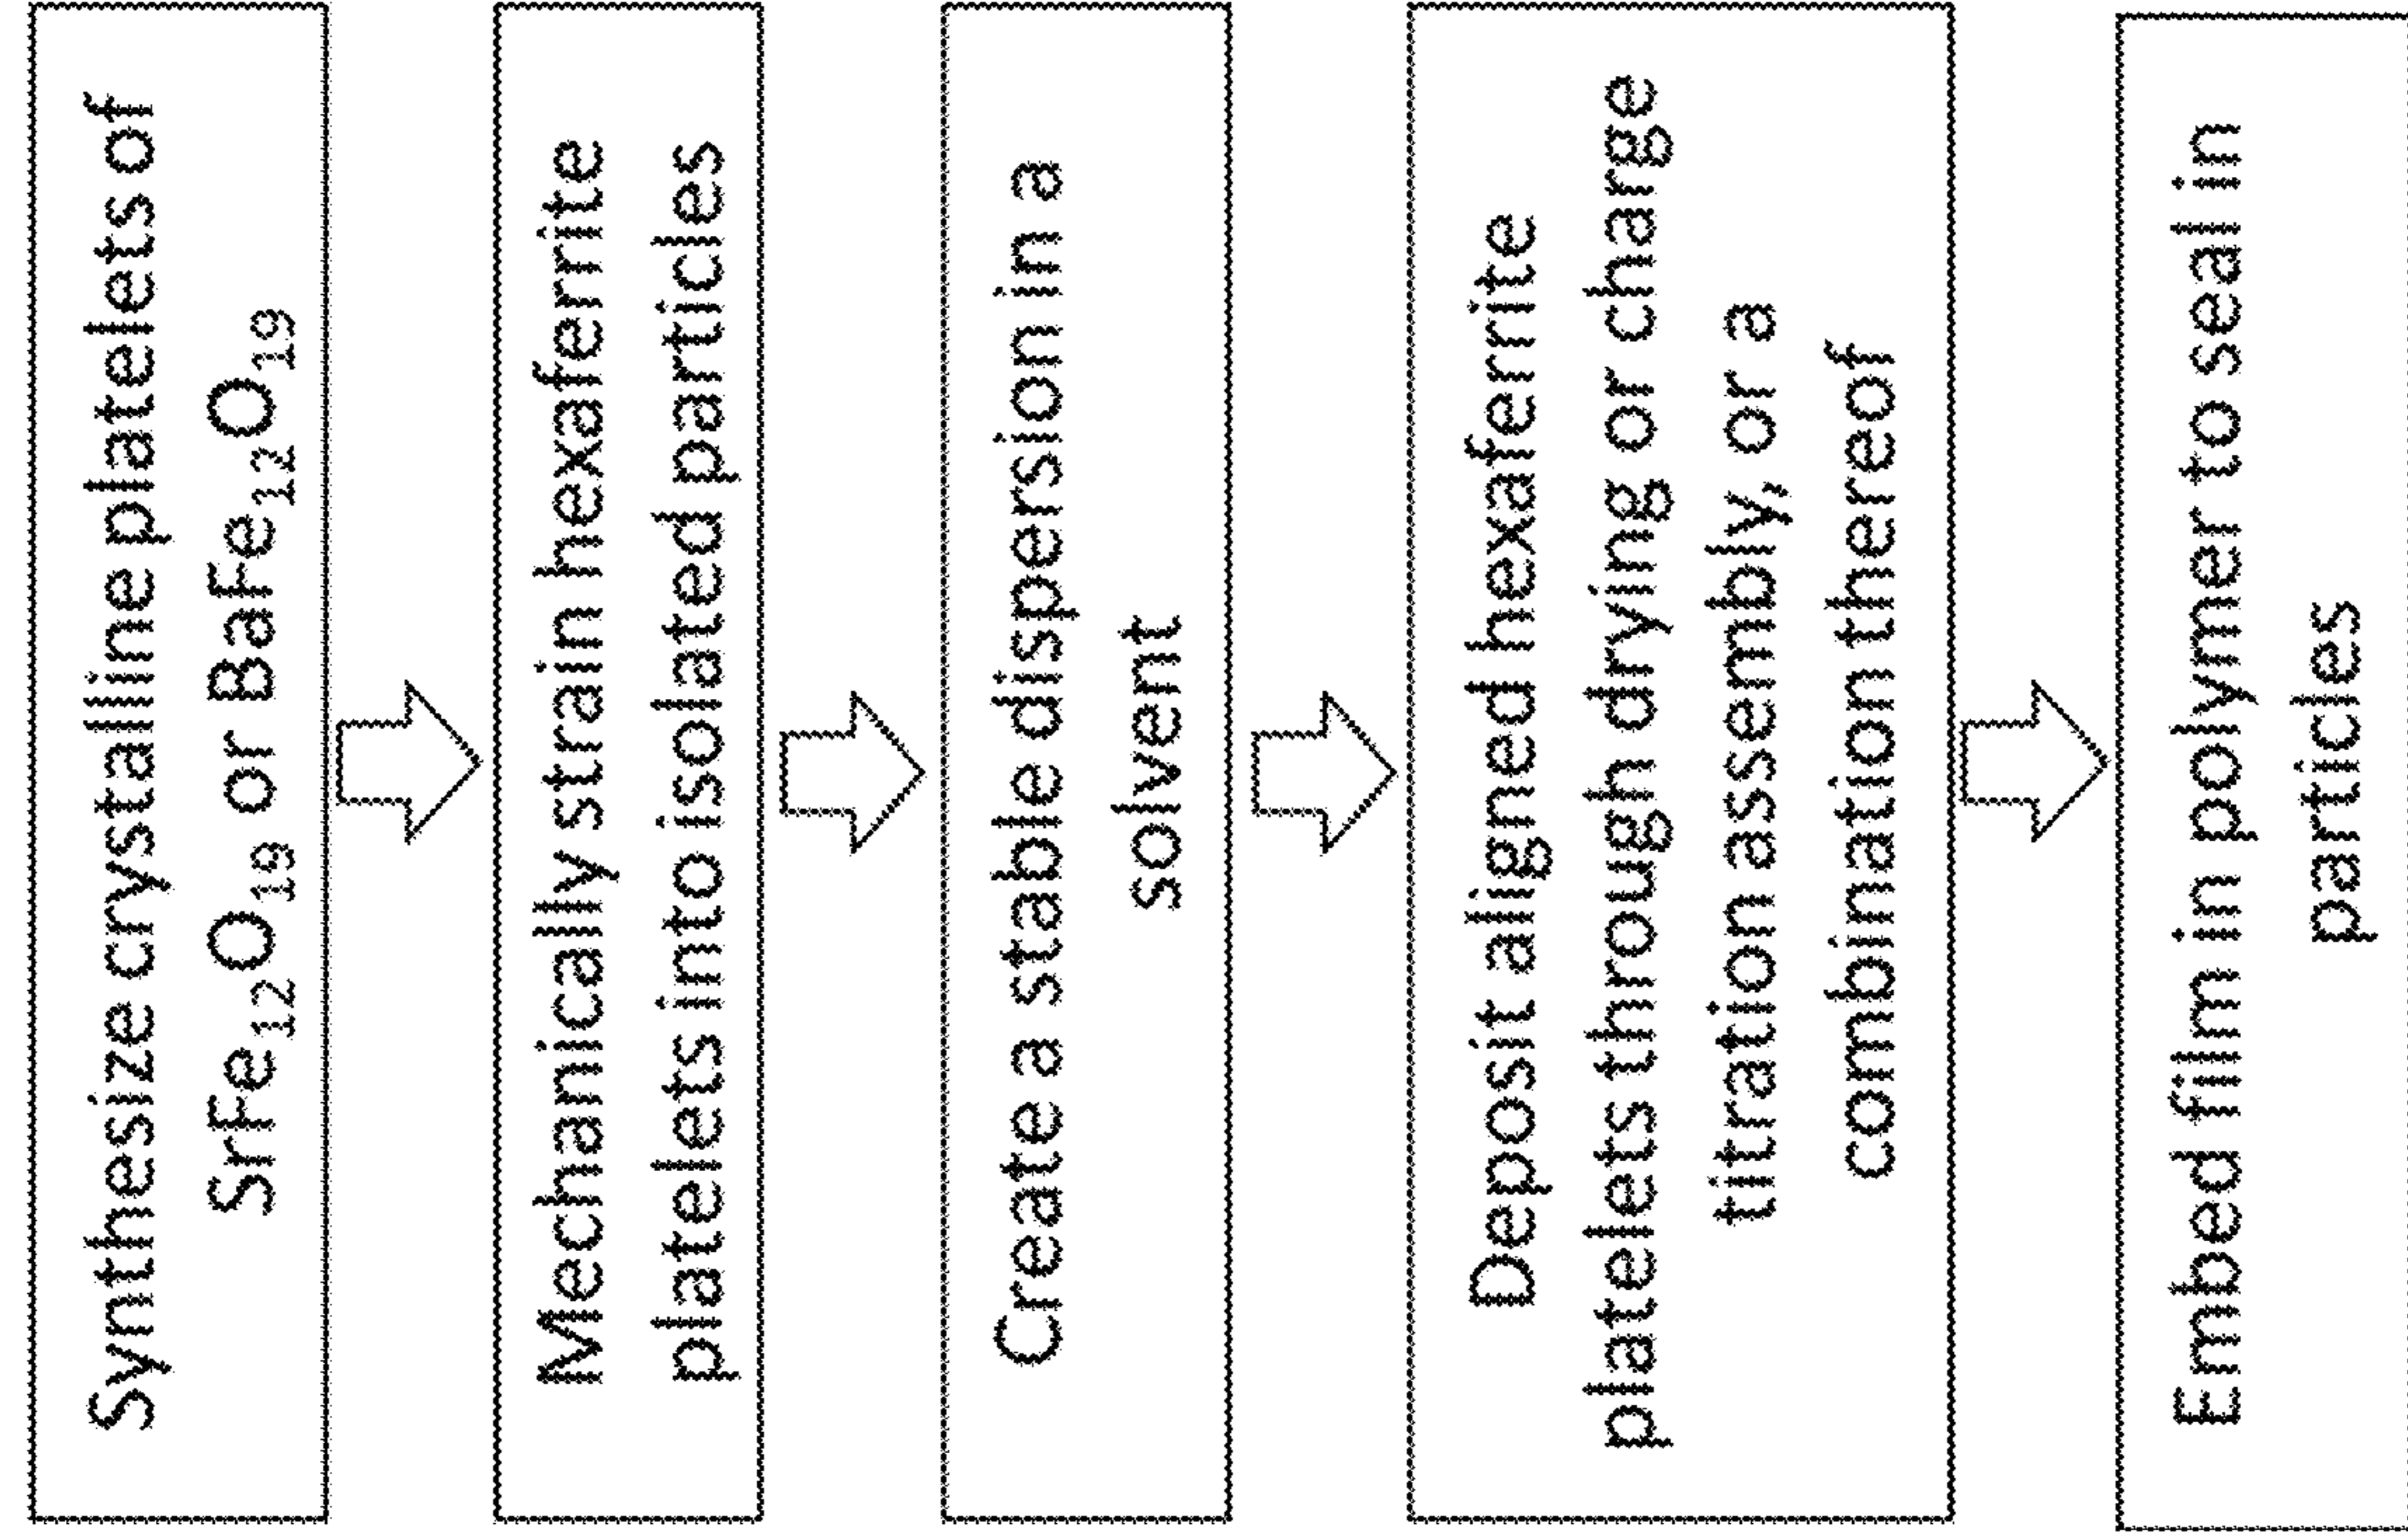 Synthesize crystalline platelets of
SrFe₁₂O₁₉ or BaFe₁₂O₁₉
Mechanically strain hexaferrite
platelets into isolated particles
Create a stable dispersion in a
solvent
Deposit aligned hexaferrite
platelets through drying or charge
titration assembly, or a
combination thereof
Embed film in polymer to seal in
particles